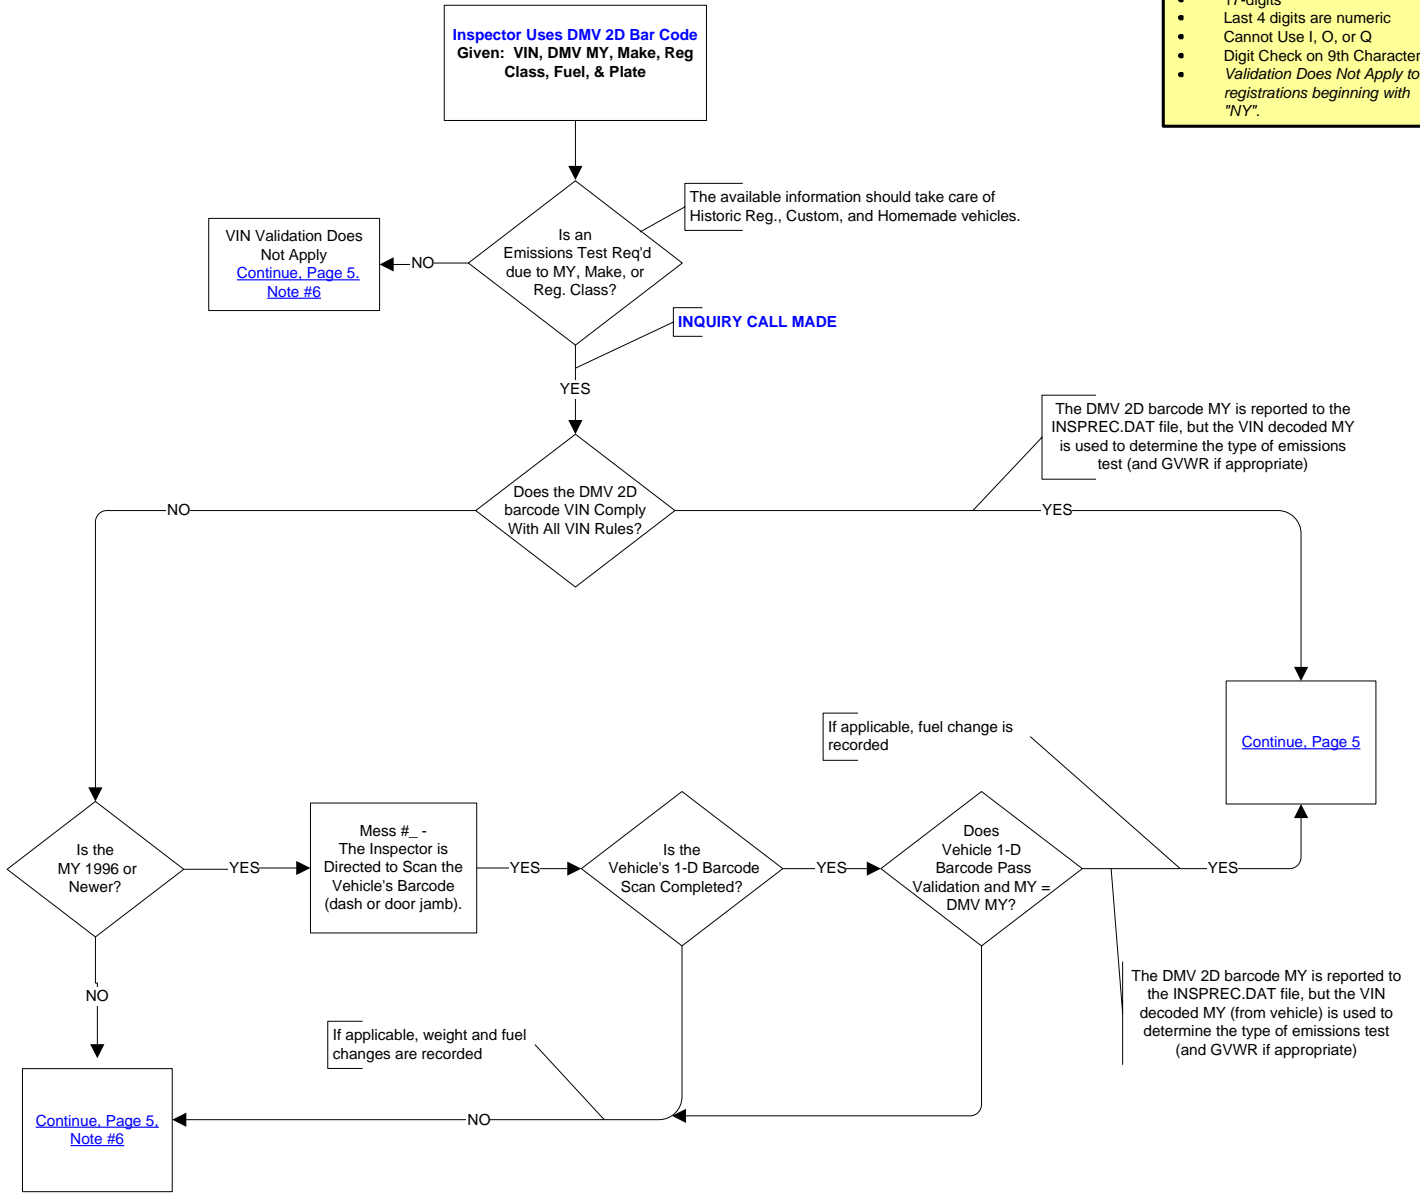 Inspector Uses DMV 2D Bar Code
Given:  VIN, DMV MY, Make, Reg
Class, Fuel, & Plate
17-digits
Last 4 digits are numeric
Cannot Use I, O, or Q
Digit Check on 9th Character
Validation Does Not Apply to
registrations beginning with
"NY".
The available information should take care of
Historic Reg., Custom, and Homemade vehicles.
Is an
Emissions Test Req'd
due to MY, Make, or
Reg. Class?
NO
VIN Validation Does
Not Apply
Continue, Page 5.
Note #6
INQUIRY CALL MADE
YES
The DMV 2D barcode MY is reported to the
INSPREC.DAT file, but the VIN decoded MY
is used to determine the type of emissions
test (and GVWR if appropriate)
Does the DMV 2D
barcode VIN Comply
With All VIN Rules?
NO
YES
Continue, Page 5
If applicable, fuel change is
recorded
Is the
MY 1996 or
Newer?
YES
Mess #_ -
The Inspector is
Directed to Scan the
Vehicle's Barcode
(dash or door jamb).
YES
Is the
Vehicle's 1-D Barcode
Scan Completed?
YES
Does
Vehicle 1-D
Barcode Pass
Validation and MY =
DMV MY?
YES
NO
The DMV 2D barcode MY is reported to
the INSPREC.DAT file, but the VIN
decoded MY (from vehicle) is used to
determine the type of emissions test
(and GVWR if appropriate)
If applicable, weight and fuel
changes are recorded
NO
Continue, Page 5,
Note #6